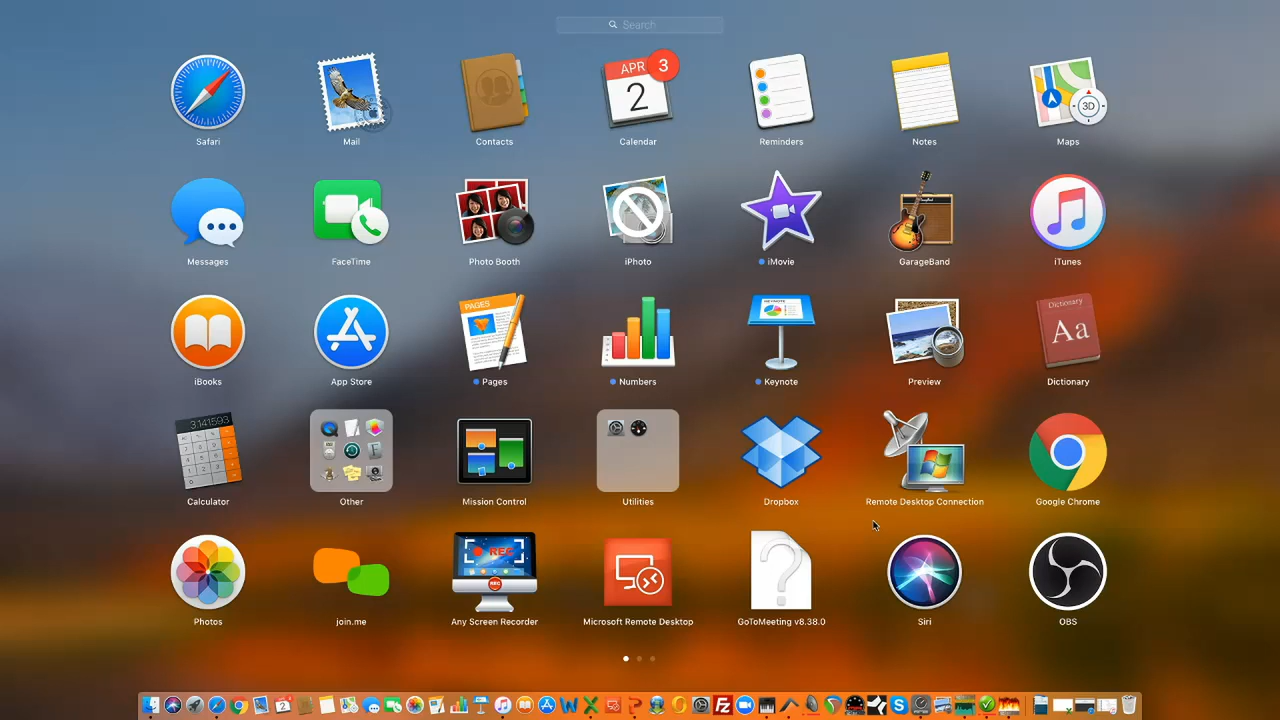 Search
APR 3
2
3D
Safari
Mail
Contacts
Calendar
Reminders
Notes
Maps
Messages
FaceTime
Photo Booth
iPhoto
iMovie
GarageBand
iTunes
PAGES
KEYNOTE
Dictionary
Aa
iBooks
App Store
Pages
Numbers
Keynote
Preview
Dictionary
3.141593
Calculator
Other
Mission Control
Utilities
Dropbox
Remote Desktop Connection
Google Chrome
REC
REC
?
Photos
join.me
Any Screen Recorder
Microsoft Remote Desktop
GoToMeeting v8.38.0
Siri
OBS